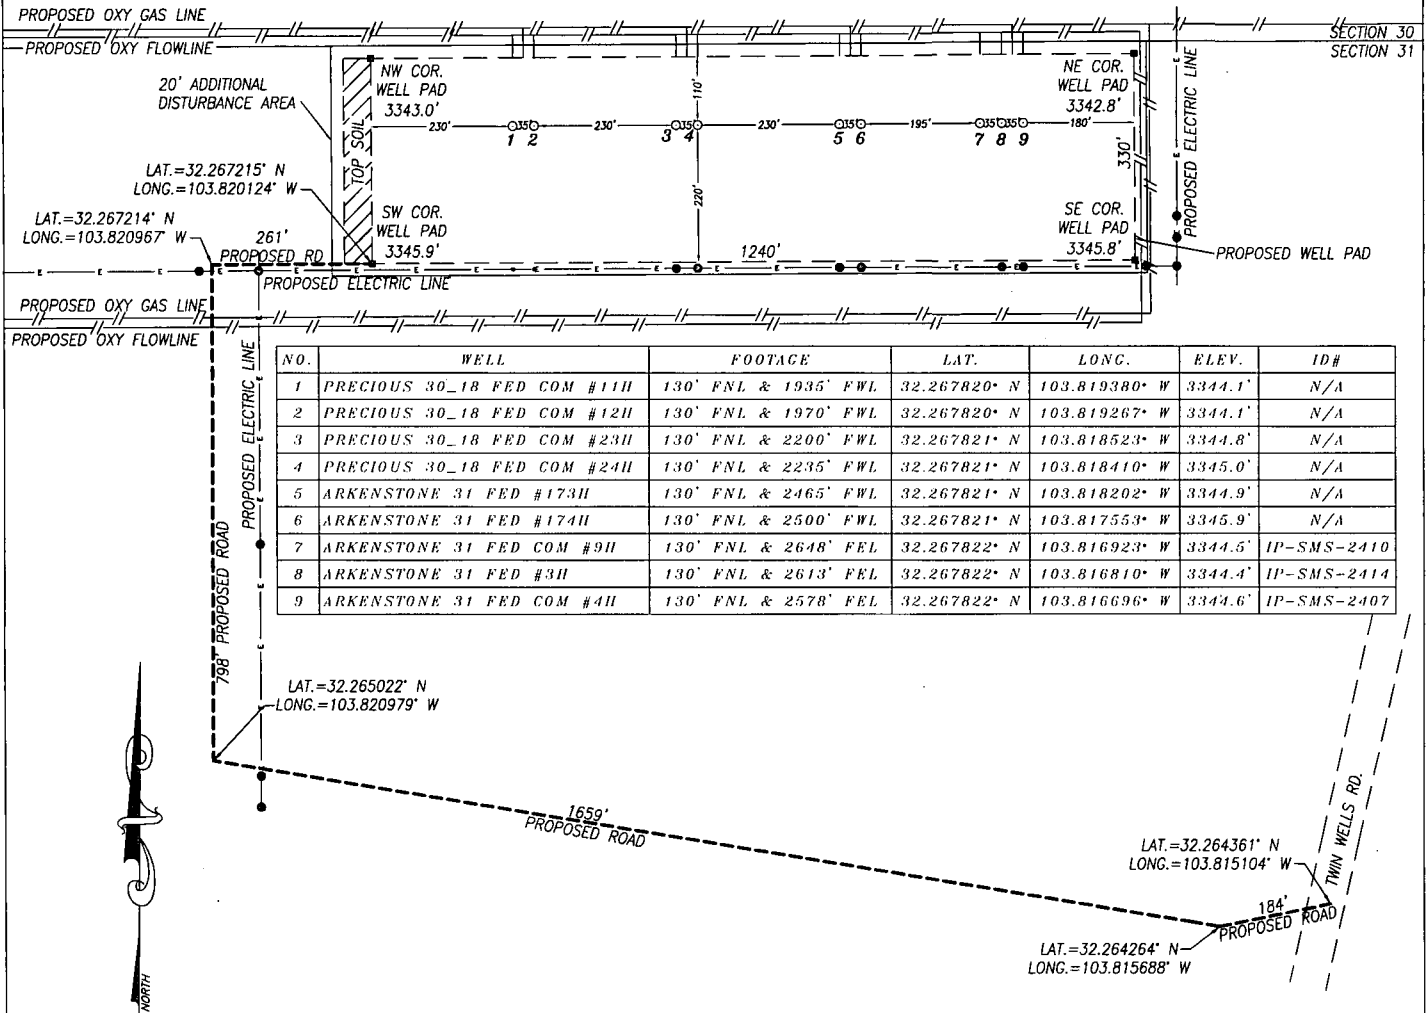 PROPOSED OXY GAS LINE
SECTION 30
PROPOSED OXY FLOWLINE
SECTION 31
20' ADDITIONAL
DISTURBANCE AREA
NW COR.
WELL PAD
3343.0'
NE COR.
WELL PAD
3342.8'
PROPOSED ELECTRIC LINE
110'
230' 35' 230' 35' 230' 35' 195' 35' 35' 180'
1 2 3 4 5 6 7 8 9
TOP SOIL
330'
220'
LAT.=32.267215° N
LONG.=103.820124° W
LAT.=32.267214° N
LONG.=103.820967° W
SW COR.
WELL PAD
3345.9'
SE COR.
WELL PAD
3345.8'
PROPOSED WELL PAD
261'
PROPOSED RD
1240'
PROPOSED ELECTRIC LINE
PROPOSED OXY GAS LINE
PROPOSED OXY FLOWLINE
PROPOSED ELECTRIC LINE
NO. WELL FOOTAGE LAT. LONG. ELEV. ID#
1 PRECIOUS 30_18 FED COM #11H 130' FNL & 1935' FWL 32.267820° N 103.819380° W 3344.1' N/A
2 PRECIOUS 30_18 FED COM #12H 130' FNL & 1970' FWL 32.267820° N 103.819267° W 3344.1' N/A
3 PRECIOUS 30_18 FED COM #23H 130' FNL & 2200' FWL 32.267821° N 103.818523° W 3344.8' N/A
4 PRECIOUS 30_18 FED COM #24H 130' FNL & 2235' FWL 32.267821° N 103.818410° W 3345.0' N/A
5 ARKENSTONE 31 FED #173H 130' FNL & 2465' FWL 32.267821° N 103.818202° W 3344.9' N/A
6 ARKENSTONE 31 FED #174H 130' FNL & 2500' FWL 32.267821° N 103.817553° W 3345.9' N/A
7 ARKENSTONE 31 FED COM #9H 130' FNL & 2648' FEL 32.267822° N 103.816923° W 3344.5' IP-SMS-2410
8 ARKENSTONE 31 FED #3H 130' FNL & 2613' FEL 32.267822° N 103.816810° W 3344.4' IP-SMS-2414
9 ARKENSTONE 31 FED COM #4H 130' FNL & 2578' FEL 32.267822° N 103.816696° W 3344.6' IP-SMS-2407
798' PROPOSED ROAD
LAT.=32.265022° N
LONG.=103.820979° W
1659'
PROPOSED ROAD
LAT.=32.264361° N
LONG.=103.815104° W
TWIN WELLS RD.
184'
PROPOSED ROAD
LAT.=32.264264° N
LONG.=103.815688° W
NORTH